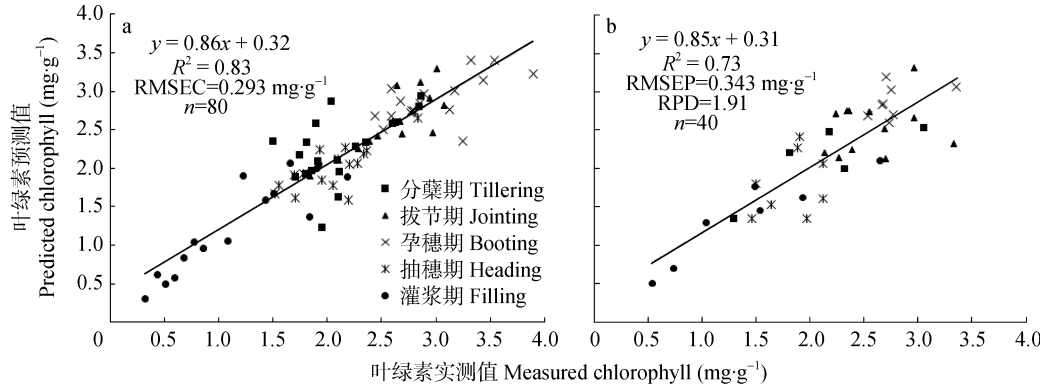 a
y = 0.86x + 0.32
R² = 0.83
RMSEC=0.293 mg·g⁻¹
n=80
4.0
3.5
3.0
2.5
2.0
1.5
1.0
0.5
叶绿素预测值
Predicted chlorophyll (mg·g⁻¹)
分蘖期 Tillering
拔节期 Jointing
孕穗期 Booting
抽穗期 Heading
灌浆期 Filling
0 0.5 1.0 1.5 2.0 2.5 3.0 3.5 4.0
b
y = 0.85x + 0.31
R² = 0.73
RMSEP=0.343 mg·g⁻¹
RPD=1.91
n=40
0 0.5 1.0 1.5 2.0 2.5 3.0 3.5 4.0
叶绿素实测值 Measured chlorophyll (mg·g⁻¹)